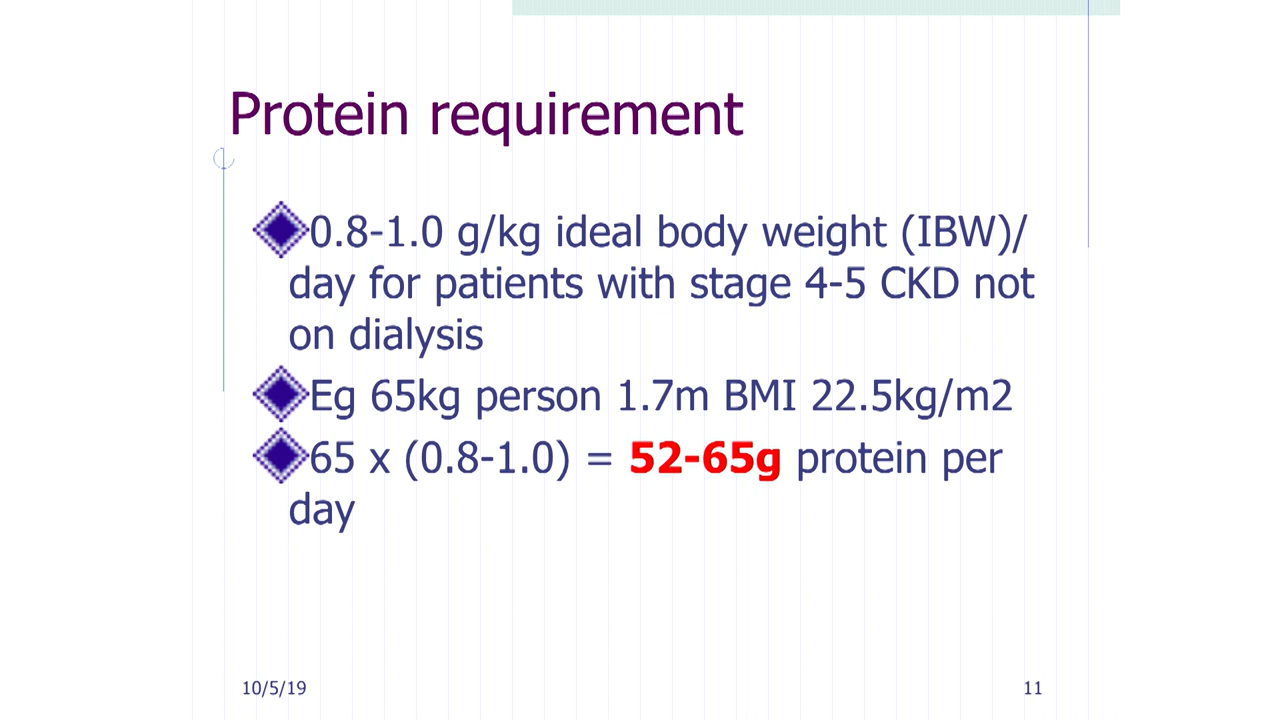 Protein requirement
0.8-1.0 g/kg ideal body weight (IBW)/
day for patients with stage 4-5 CKD not
on dialysis
Eg 65kg person 1.7m BMI 22.5kg/m2
65 x (0.8-1.0) = 52-65g protein per
day
10/5/19
11